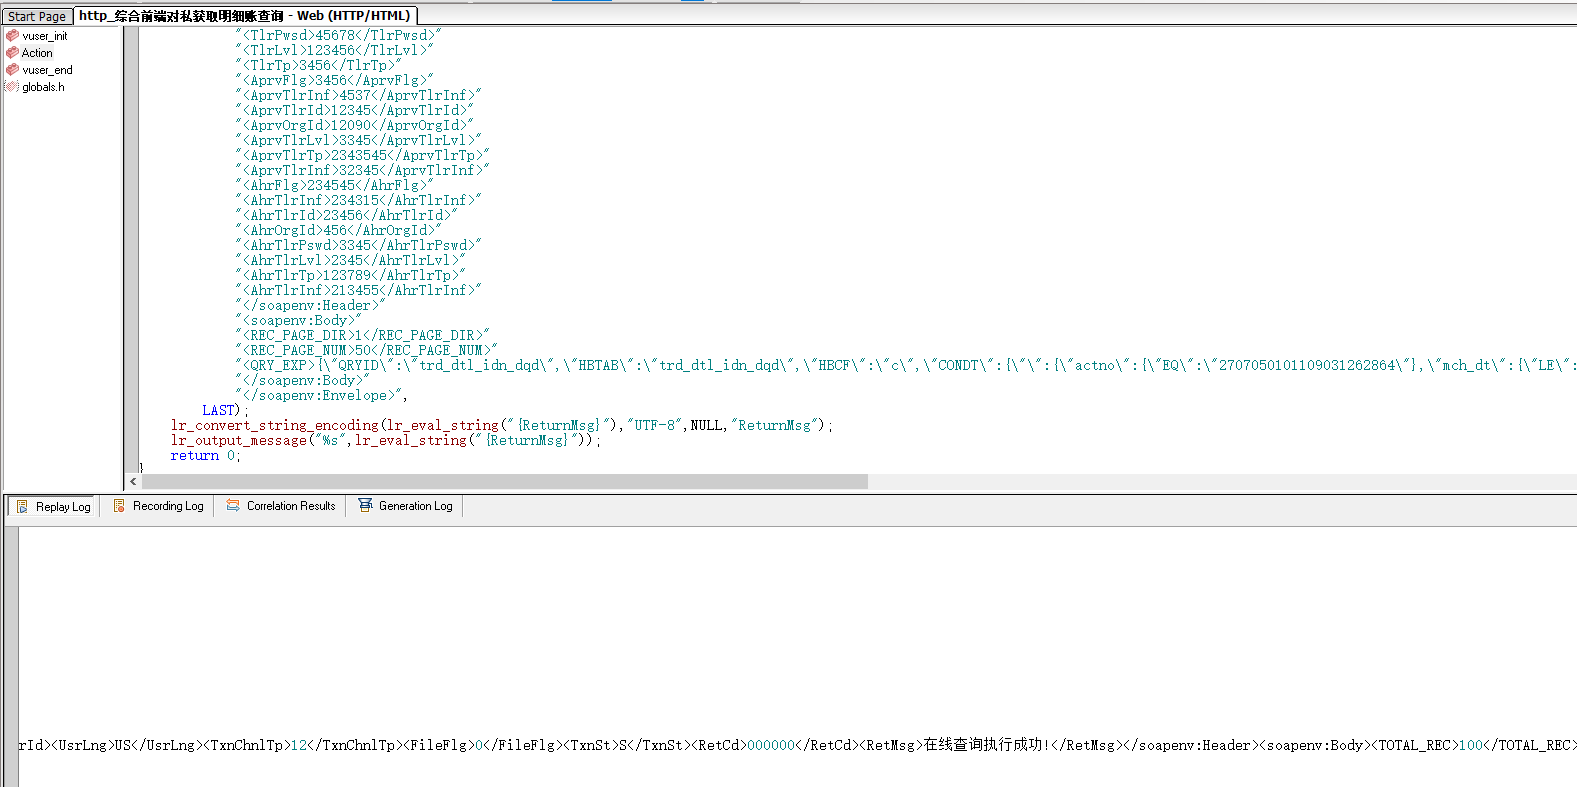 Start Page
http_综合前端对私获取明细账查询 - Web (HTTP/HTML)
vuser_init
Action
vuser_end
globals.h
"<TlrPwsd>45678</TlrPwsd>"
"<TlrLvl>123456</TlrLvl>"
"<TlrTp>3456</TlrTp>"
"<AprvFlg>3456</AprvFlg>"
"<AprvTlrInf>4537</AprvTlrInf>"
"<AprvTlrId>12345</AprvTlrId>"
"<AprvOrgId>12090</AprvOrgId>"
"<AprvTlrLvl>3345</AprvTlrLvl>"
"<AprvTlrTp>2343545</AprvTlrTp>"
"<AprvTlrInf>32345</AprvTlrInf>"
"<AhrFlg>234545</AhrFlg>"
"<AhrTlrInf>234315</AhrTlrInf>"
"<AhrTlrId>23456</AhrTlrId>"
"<AhrOrgId>456</AhrOrgId>"
"<AhrTlrPswd>3345</AhrTlrPswd>"
"<AhrTlrLvl>2345</AhrTlrLvl>"
"<AhrTlrTp>123789</AhrTlrTp>"
"<AhrTlrInf>213455</AhrTlrInf>"
"</soapenv:Header>"
"<soapenv:Body>"
"<REC_PAGE_DIR>1</REC_PAGE_DIR>"
"<REC_PAGE_NUM>50</REC_PAGE_NUM>"
"<QRY_EXP>{\"QRYID\":\"trd_dtl_idn_dqd\",\"HBTAB\":\"trd_dtl_idn_dqd\",\"HBCF\":\"c\",\"CONDT\":{\"\":{\"actno\":{\"EQ\":\"2707050101109031262864\"},\"mch_dt\":{\"LE\":
"</soapenv:Body>"
"</soapenv:Envelope>",
LAST);
lr_convert_string_encoding(lr_eval_string("{ReturnMsg}"),"UTF-8",NULL,"ReturnMsg");
lr_output_message("%s",lr_eval_string("{ReturnMsg}"));
return 0;
}
Replay Log
Recording Log
Correlation Results
Generation Log
rId><UsrLng>US</UsrLng><TxnChnlTp>12</TxnChnlTp><FileFlg>0</FileFlg><TxnSt>S</TxnSt><RetCd>000000</RetCd><RetMsg>在线查询执行成功!</RetMsg></soapenv:Header><soapenv:Body><TOTAL_REC>100</TOTAL_REC>